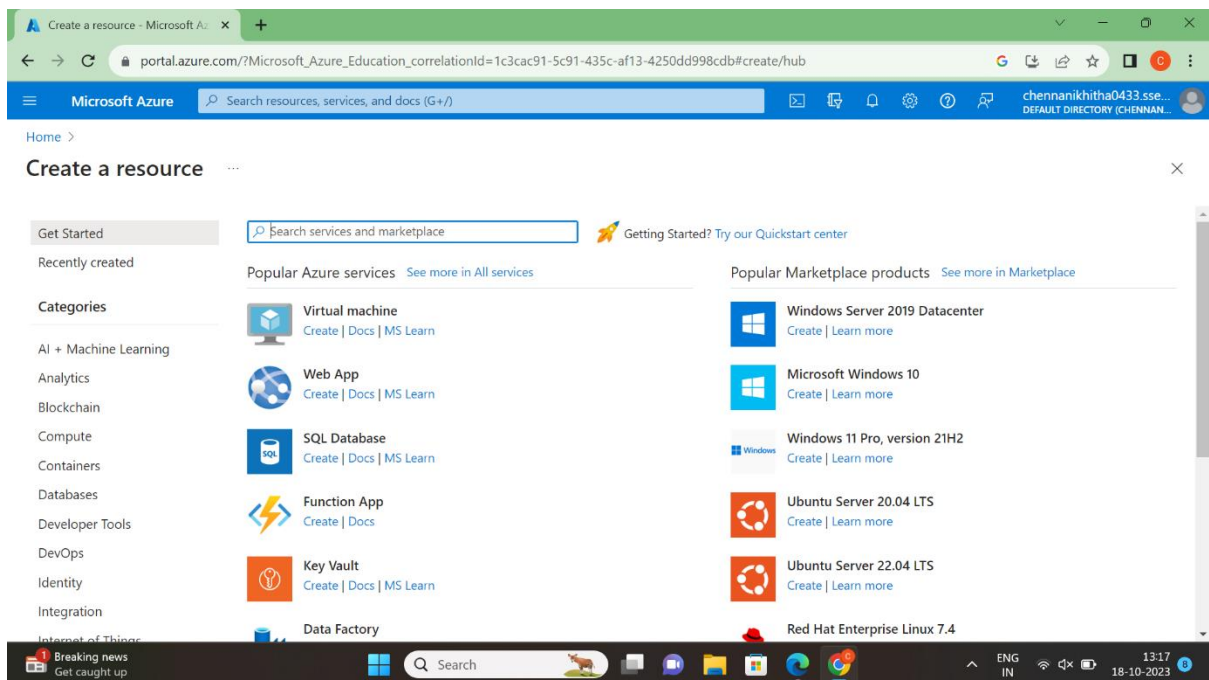 Create a resource - Microsoft Az
portal.azure.com/?Microsoft_Azure_Education_correlationId=1c3cac91-5c91-435c-af13-4250dd998cdb#create/hub
G
C
Microsoft Azure
Search resources, services, and docs (G+/)
chennanikhitha0433.sse...
DEFAULT DIRECTORY (CHENNAN...
Home >
Create a resource ...
Get Started
Recently created
Categories
AI + Machine Learning
Analytics
Blockchain
Compute
Containers
Databases
Developer Tools
DevOps
Identity
Integration
Internet of Things
Search services and marketplace
Getting Started? Try our Quickstart center
Popular Azure services See more in All services
Virtual machine
Create | Docs | MS Learn
Web App
Create | Docs | MS Learn
SQL
SQL Database
Create | Docs | MS Learn
Function App
Create | Docs
Key Vault
Create | Docs | MS Learn
Data Factory
Popular Marketplace products See more in Marketplace
Windows Server 2019 Datacenter
Create | Learn more
Microsoft Windows 10
Create | Learn more
Windows
Windows 11 Pro, version 21H2
Create | Learn more
Ubuntu Server 20.04 LTS
Create | Learn more
Ubuntu Server 22.04 LTS
Create | Learn more
Red Hat Enterprise Linux 7.4
1
Breaking news
Get caught up
Search
ENG
IN
13:17
18-10-2023
8